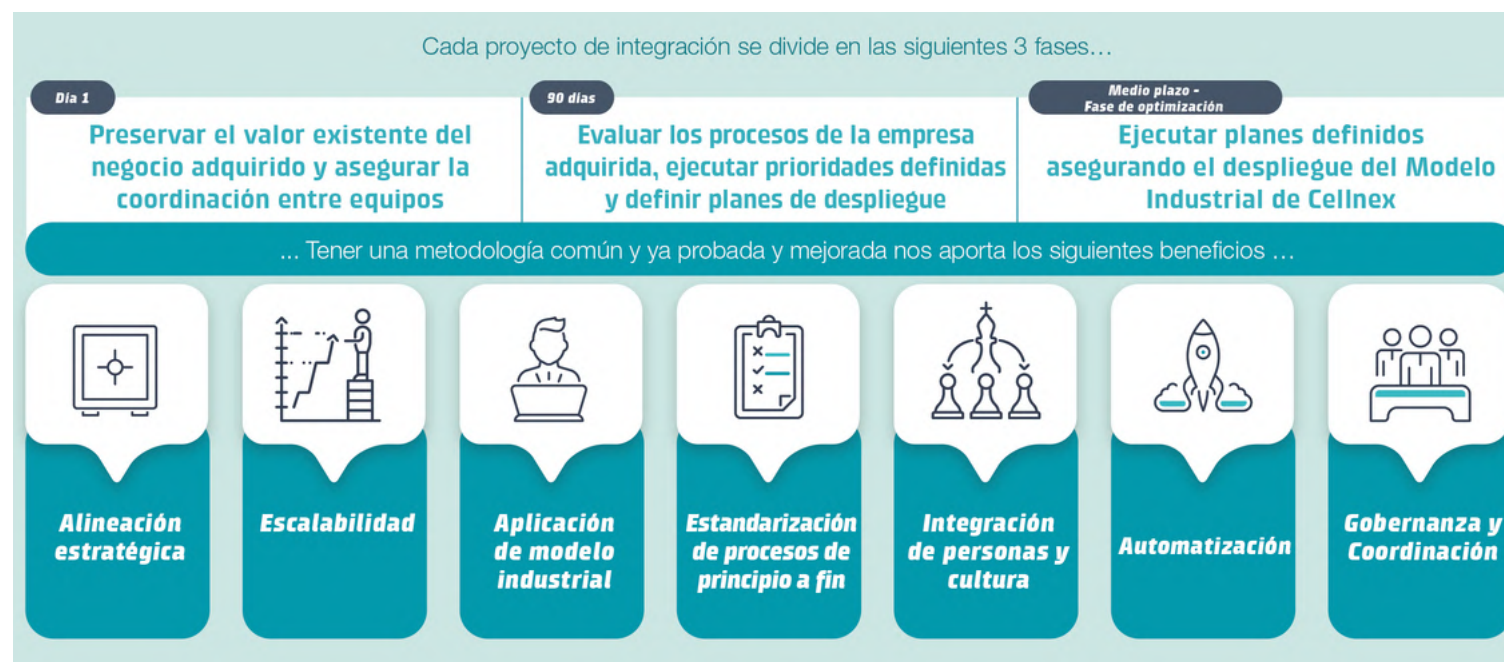 Cada proyecto de integración se divide en las siguientes 3 fases…
Día 1
Preservar el valor existente del
negocio adquirido y asegurar la
coordinación entre equipos
90 días
Evaluar los procesos de la empresa
adquirida, ejecutar prioridades definidas
y definir planes de despliegue
Medio plazo -
Fase de optimización
Ejecutar planes definidos
asegurando el despliegue del Modelo
Industrial de Cellnex
... Tener una metodología común y ya probada y mejorada nos aporta los siguientes beneficios …
Alineación
estratégica
Escalabilidad
Aplicación
de modelo
industrial
Estandarización
de procesos de
principio a fin
Integración
de personas y
cultura
Automatización
Gobernanza y
Coordinación